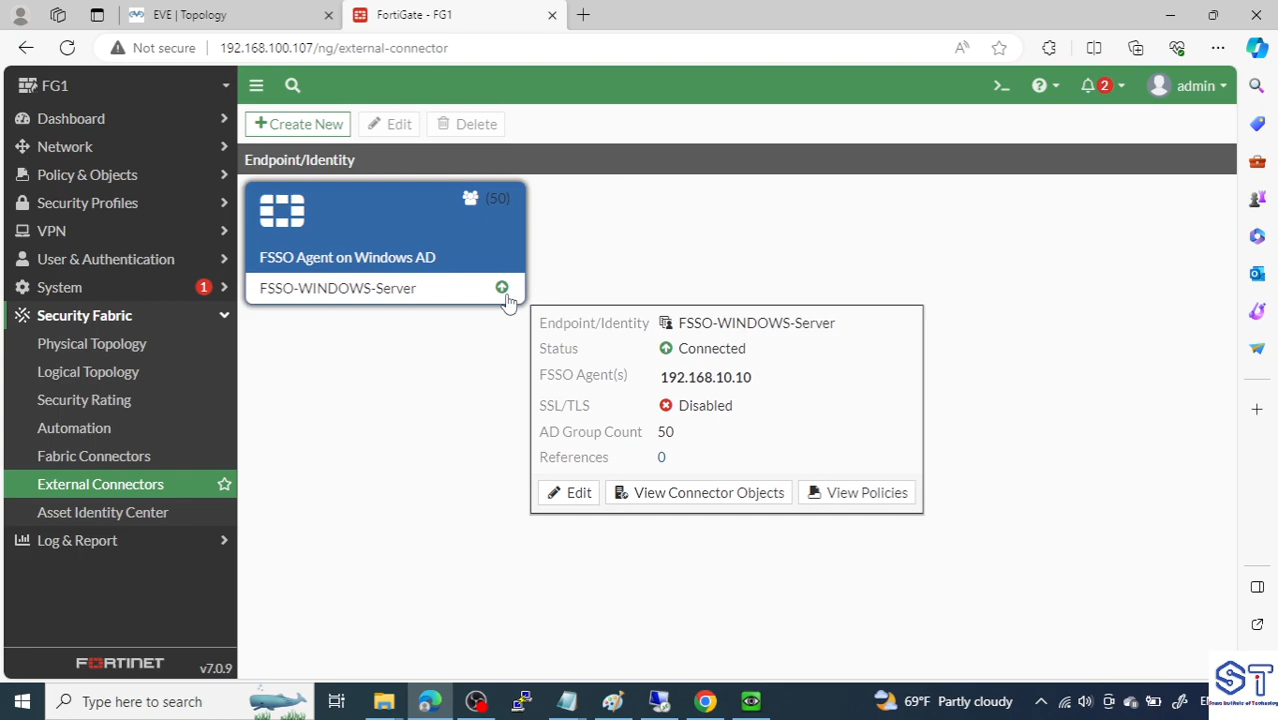 EVE | Topology
FortiGate - FG1
Not secure
192.168.100.107/ng/external-connector
FG1
2
admin
Dashboard
Network
Policy & Objects
Security Profiles
VPN
User & Authentication
System
1
Security Fabric
Physical Topology
Logical Topology
Security Rating
Automation
Fabric Connectors
External Connectors
Asset Identity Center
Log & Report
FORTINET
v7.0.9
Create New
Edit
Delete
Endpoint/Identity
(50)
FSSO Agent on Windows AD
FSSO-WINDOWS-Server
Endpoint/Identity FSSO-WINDOWS-Server
Status Connected
FSSO Agent(s) 192.168.10.10
SSL/TLS Disabled
AD Group Count 50
References 0
Edit View Connector Objects View Policies
Type here to search
69°F Partly cloudy
ST